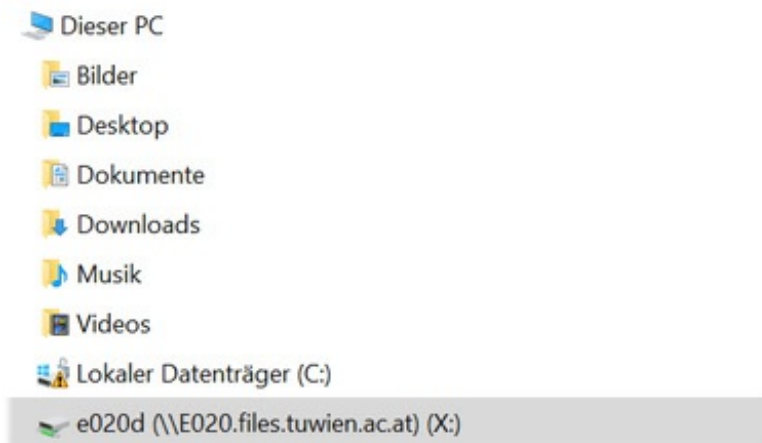 Dieser PC
Bilder
Desktop
Dokumente
Downloads
Musik
Videos
Lokaler Datenträger (C:)
e020d (\\E020.files.tuwien.ac.at) (X:)